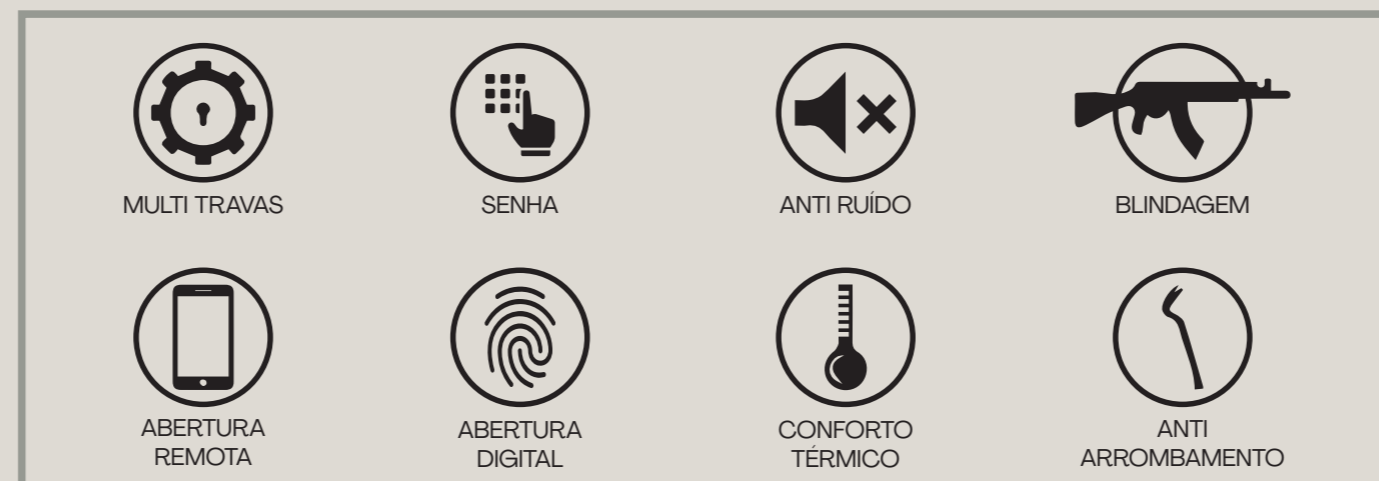 MULTI TRAVAS
SENHA
ANTI RUÍDO
BLINDAGEM
ABERTURA
REMOTA
ABERTURA
DIGITAL
CONFORTO
TÉRMICO
ANTI
ARROMBAMENTO